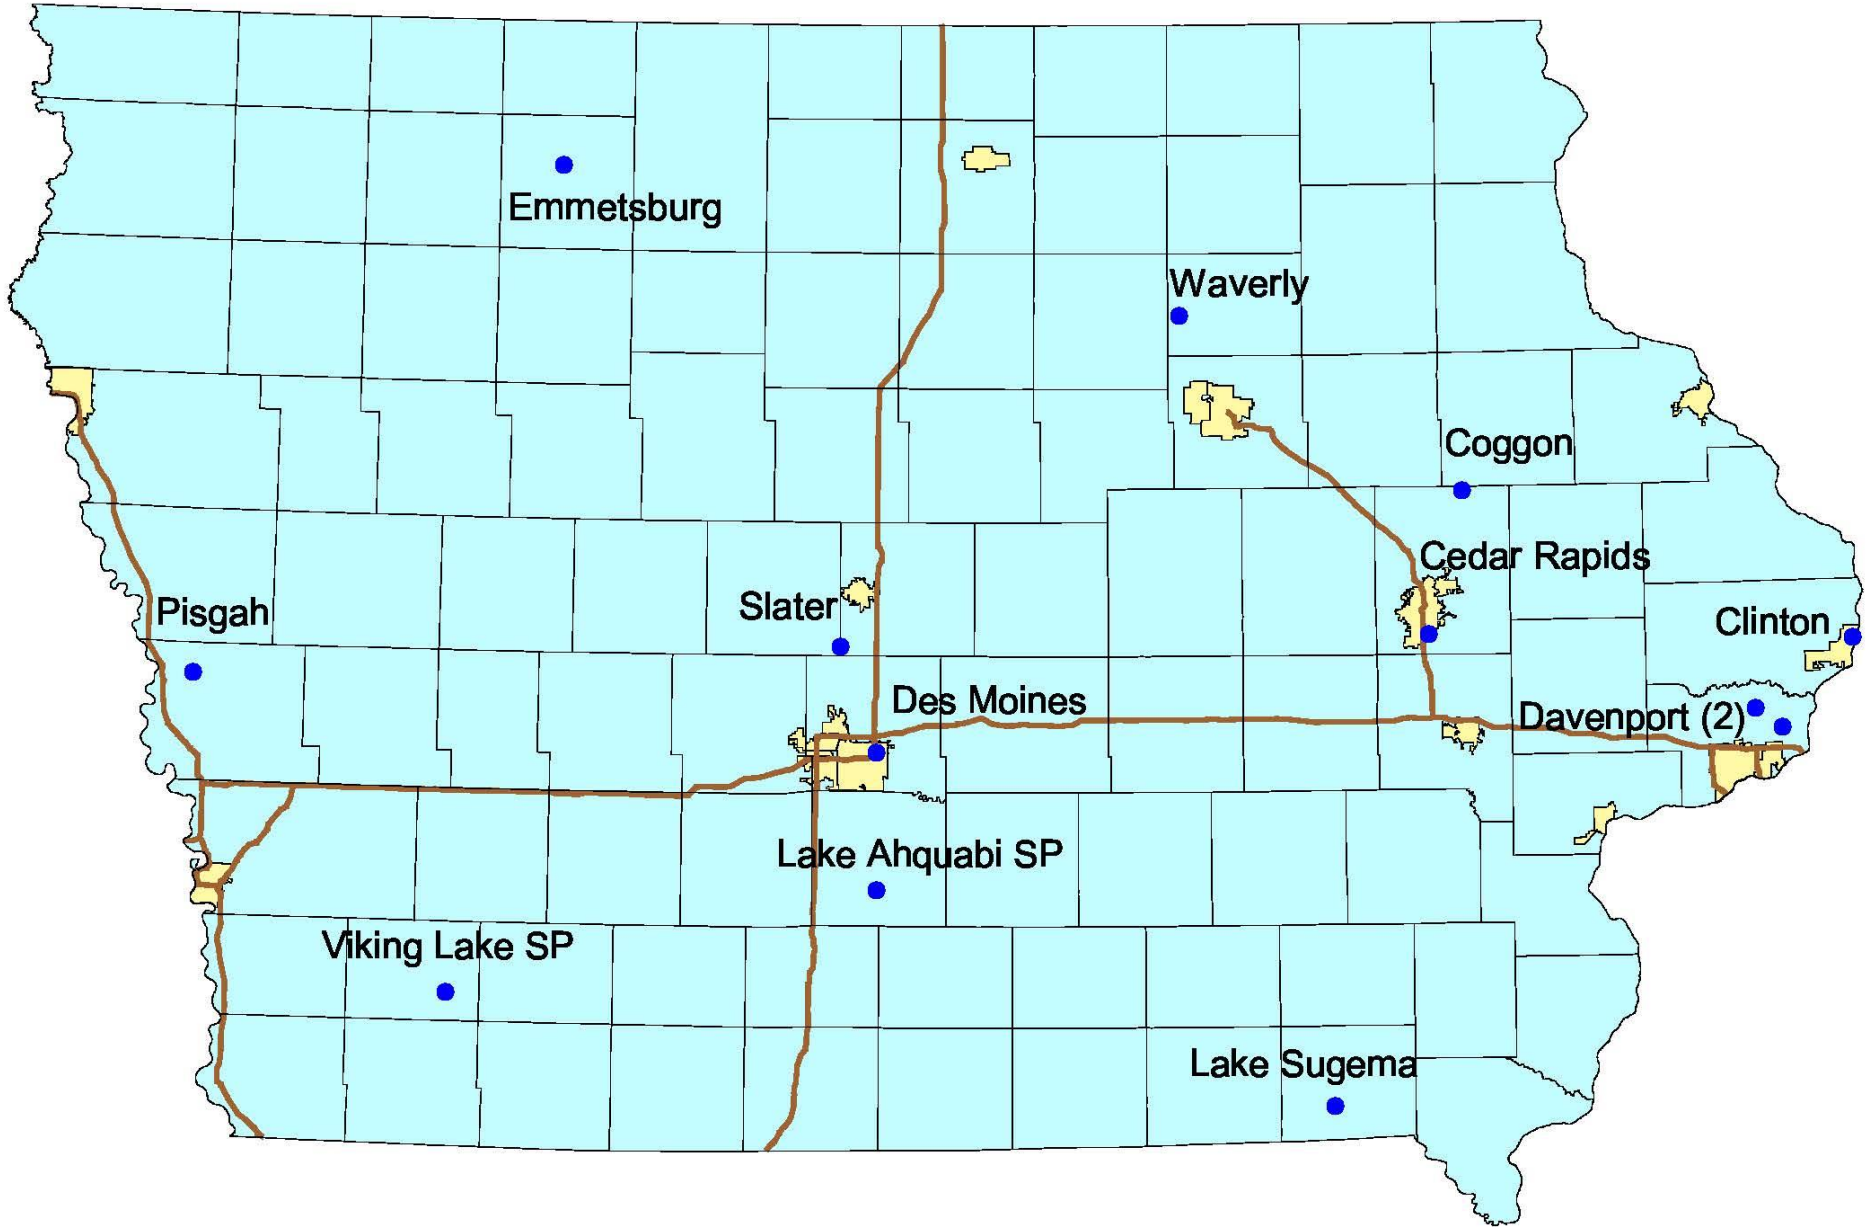 Emmetsburg
Waverly
Coggon
Cedar Rapids
Slater
Pisgah
Clinton
Des Moines
Davenport (2)
Lake Ahquabi SP
Viking Lake SP
Lake Sugema